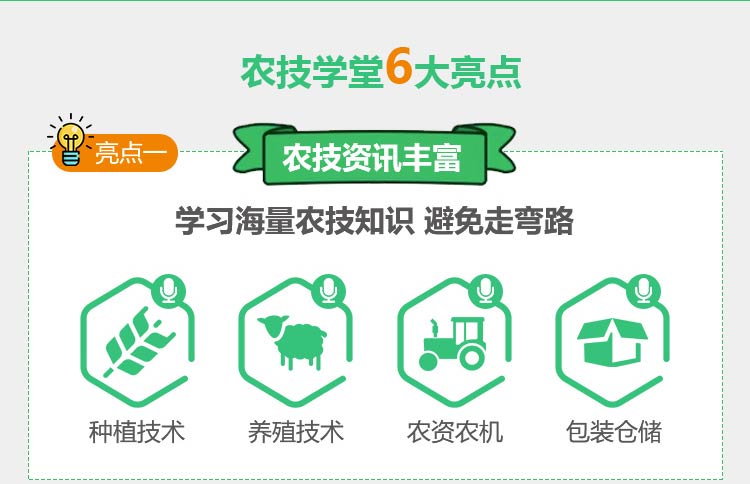 农技学堂6大亮点
亮点一
农技资讯丰富
学习海量农技知识 避免走弯路
种植技术 养殖技术 农资农机 包装仓储